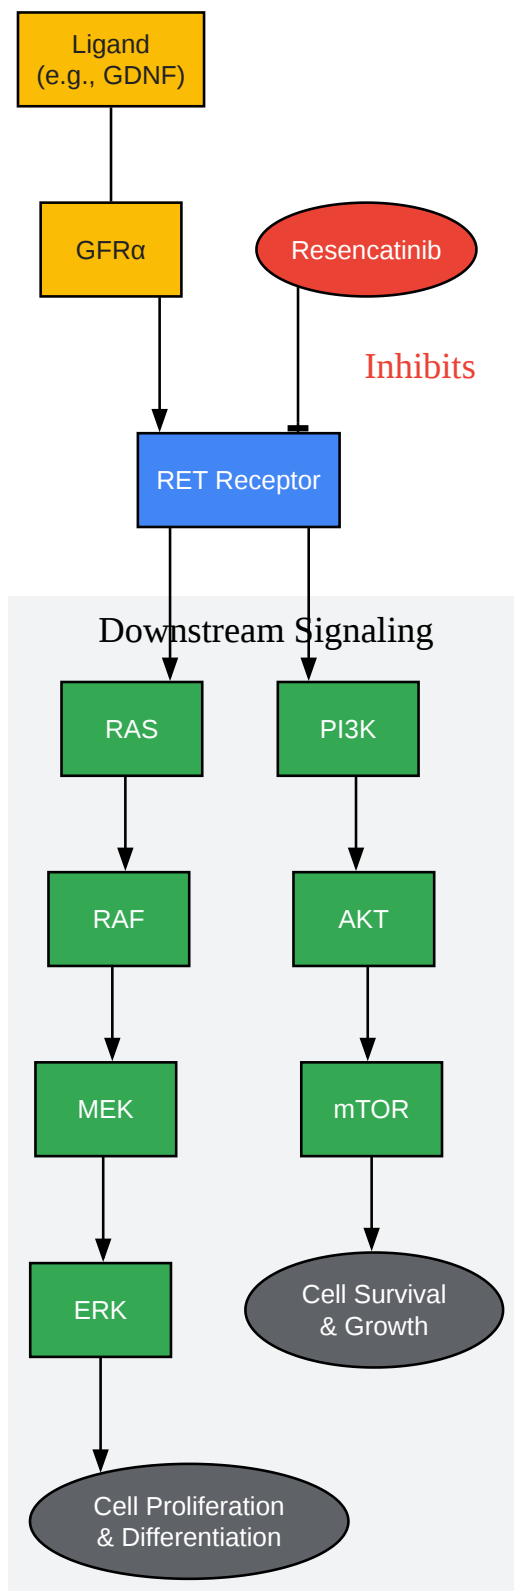 Ligand
(e.g., GDNF)
GFRα
Resencatinib
Inhibits
RET Receptor
Downstream Signaling
RAS
PI3K
RAF
AKT
MEK
mTOR
ERK
Cell Survival
& Growth
Cell Proliferation
& Differentiation